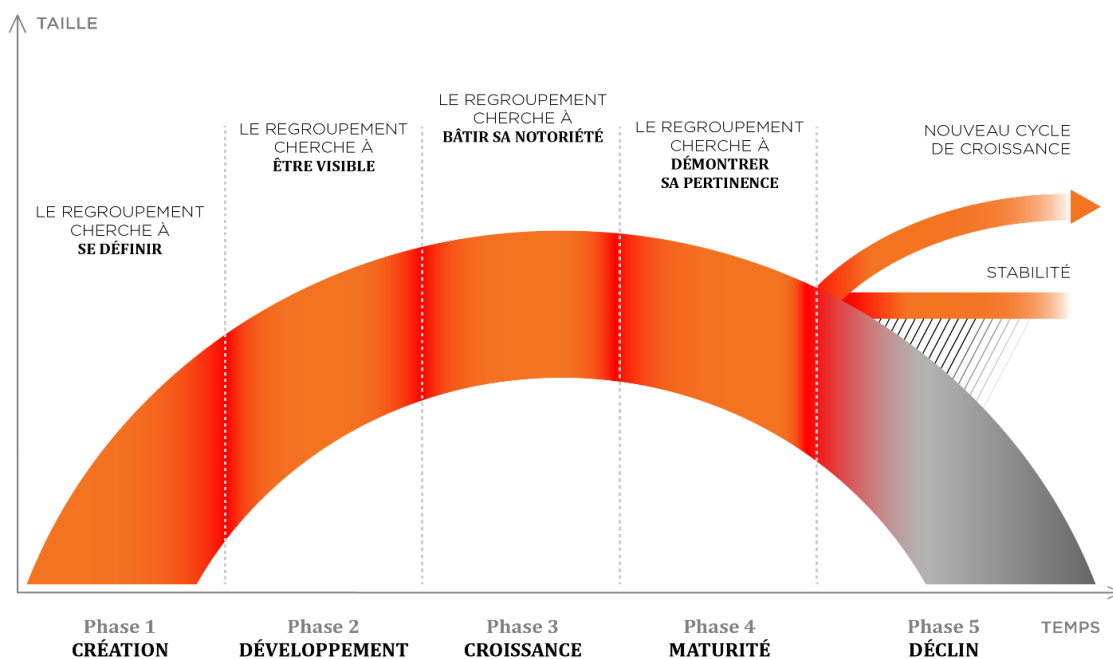 TAILLE
LE REGROUPEMENT
CHERCHE À
SE DÉFINIR
LE REGROUPEMENT
CHERCHE À
ÊTRE VISIBLE
LE REGROUPEMENT
CHERCHE À
BÂTIR SA NOTORIÉTÉ
LE REGROUPEMENT
CHERCHE À
DÉMONTRER
SA PERTINENCE
NOUVEAU CYCLE
DE CROISSANCE
STABILITÉ
Phase 1
CRÉATION
Phase 2
DÉVELOPPEMENT
Phase 3
CROISSANCE
Phase 4
MATURITÉ
Phase 5
DÉCLIN
TEMPS